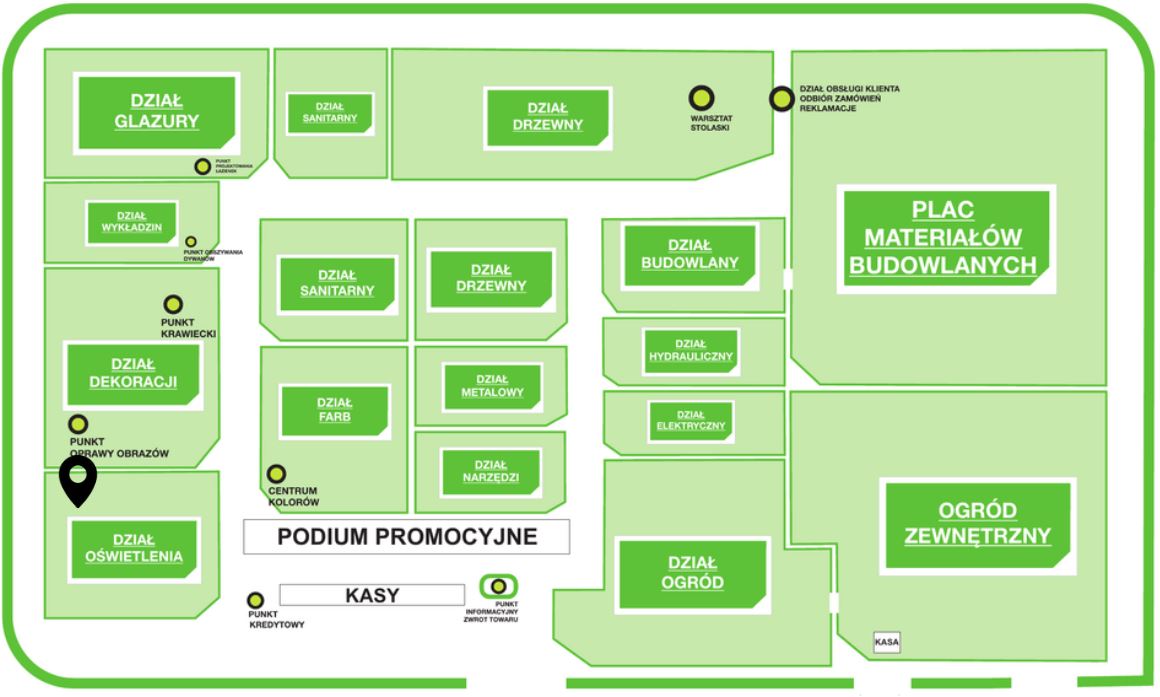 DZIAŁ
GLAZURY
PUNKT
PROJEKTOWANIA
ŁAZIENEK
DZIAŁ
SANITARNY
DZIAŁ
DRZEWNY
WARSZTAT
STOLASKI
DZIAŁ OBSŁUGI KLIENTA
ODBIÓR ZAMÓWIEŃ
REKLAMACJE
DZIAŁ
WYKŁADZIN
PUNKT OBSZYWANIA
DYWANÓW
PLAC
MATERIAŁÓW
BUDOWLANYCH
DZIAŁ
SANITARNY
DZIAŁ
DRZEWNY
DZIAŁ
BUDOWLANY
PUNKT
KRAWIECKI
DZIAŁ
DEKORACJI
DZIAŁ
HYDRAULICZNY
DZIAŁ
FARB
DZIAŁ
METALOWY
DZIAŁ
ELEKTRYCZNY
PUNKT
OPRAWY OBRAZÓW
DZIAŁ
NARZĘDZI
CENTRUM
KOLORÓW
DZIAŁ
OŚWIETLENIA
PODIUM PROMOCYJNE
OGRÓD
ZEWNĘTRZNY
DZIAŁ
OGRÓD
KASY
PUNKT
KREDYTOWY
PUNKT
INFORMACYJNY
ZWROT TOWARU
KASA